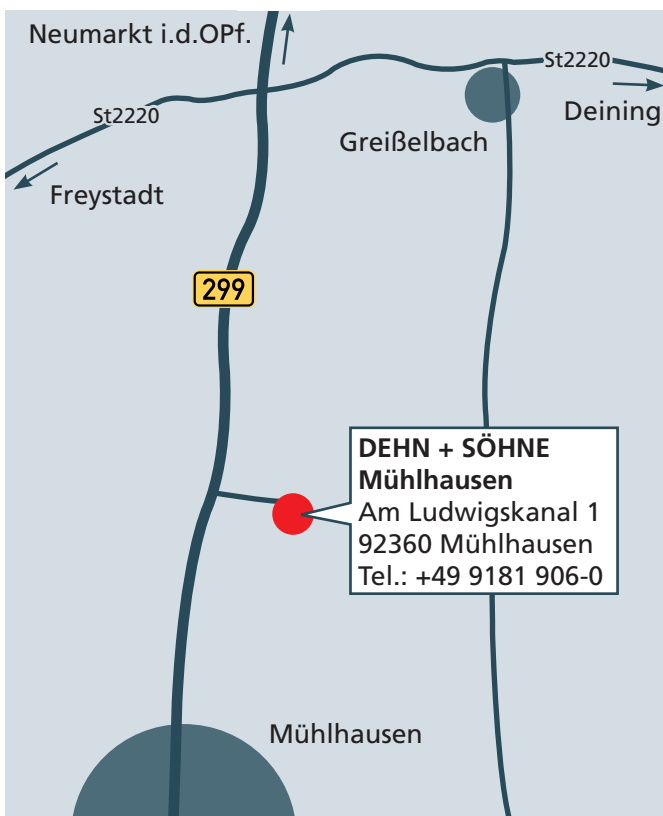 Neumarkt i.d.OPf.
St2220
Deining
St2220
Greißelbach
Freystadt
299
DEHN + SÖHNE
Mühlhausen
Am Ludwigskanal 1
92360 Mühlhausen
Tel.: +49 9181 906-0
Mühlhausen